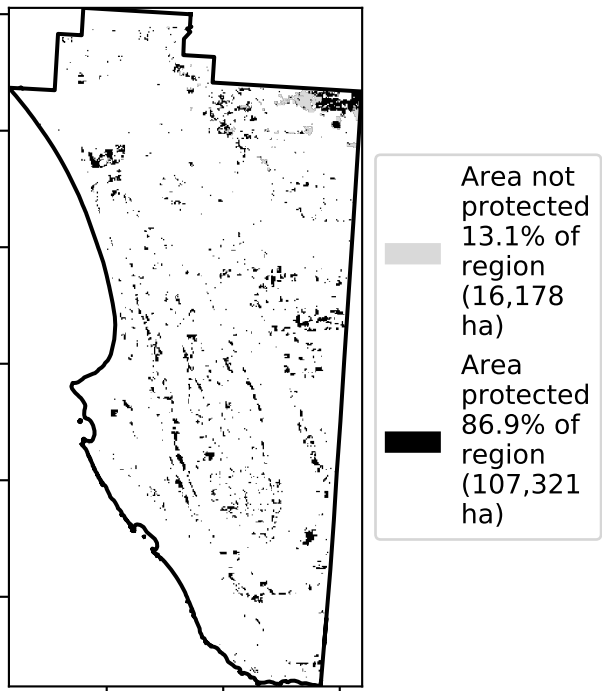 Area not
protected
13.1% of
region
(16,178
ha)
Area
protected
86.9% of
region
(107,321
ha)